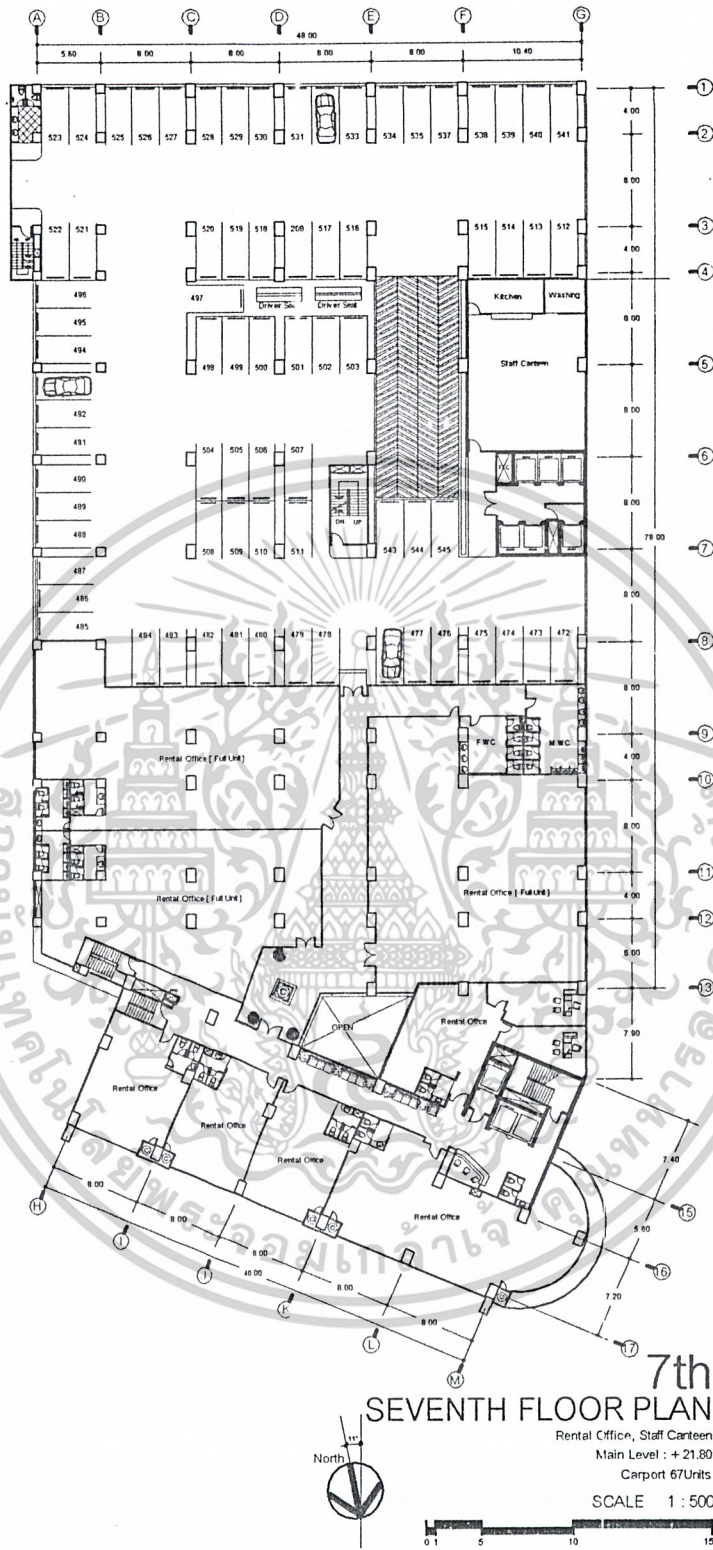 A B C D E F G
48.00
5.60 8.00 8.00 8.00 8.00 10.40
1
4.00
523 524 525 526 527 528 529 530 531 533 534 535 537 538 539 540 541
2
8.00
522 521 520 519 518 208 517 516 515 514 513 512
3
4.00
4
496 497 Driver Seat Kitchen Washing
495
8.00
494 498 499 500 501 502 503 Staff Canteen
5
492
8.00
491
504 505 506 507
6
490
489
8.00
DN UP
488 508 509 510 511 543 544 545
7
78.00
487
486
8.00
485 484 483 482 481 480 479 478 477 476 475 474 473 472
8
8.00
F.WC M.WC
9
Rental Office [ Full Unit ]
4.00
10
8.00
11
Rental Office [ Full Unit ] Rental Office [ Full Unit ]
4.00
12
6.00
13
OPEN Rental Office
7.90
Rental Office
Rental Office
Rental Office
Rental Office
7.40
15
5.60
16
7.20
17
H I J K L M
8.00 8.00 8.00 8.00 8.00
40.00
7th
SEVENTH FLOOR PLAN
Rental Office, Staff Canteen
Main Level : + 21.80
Carport 67Units
SCALE 1 : 500
North
11°
0 1 5 10 15